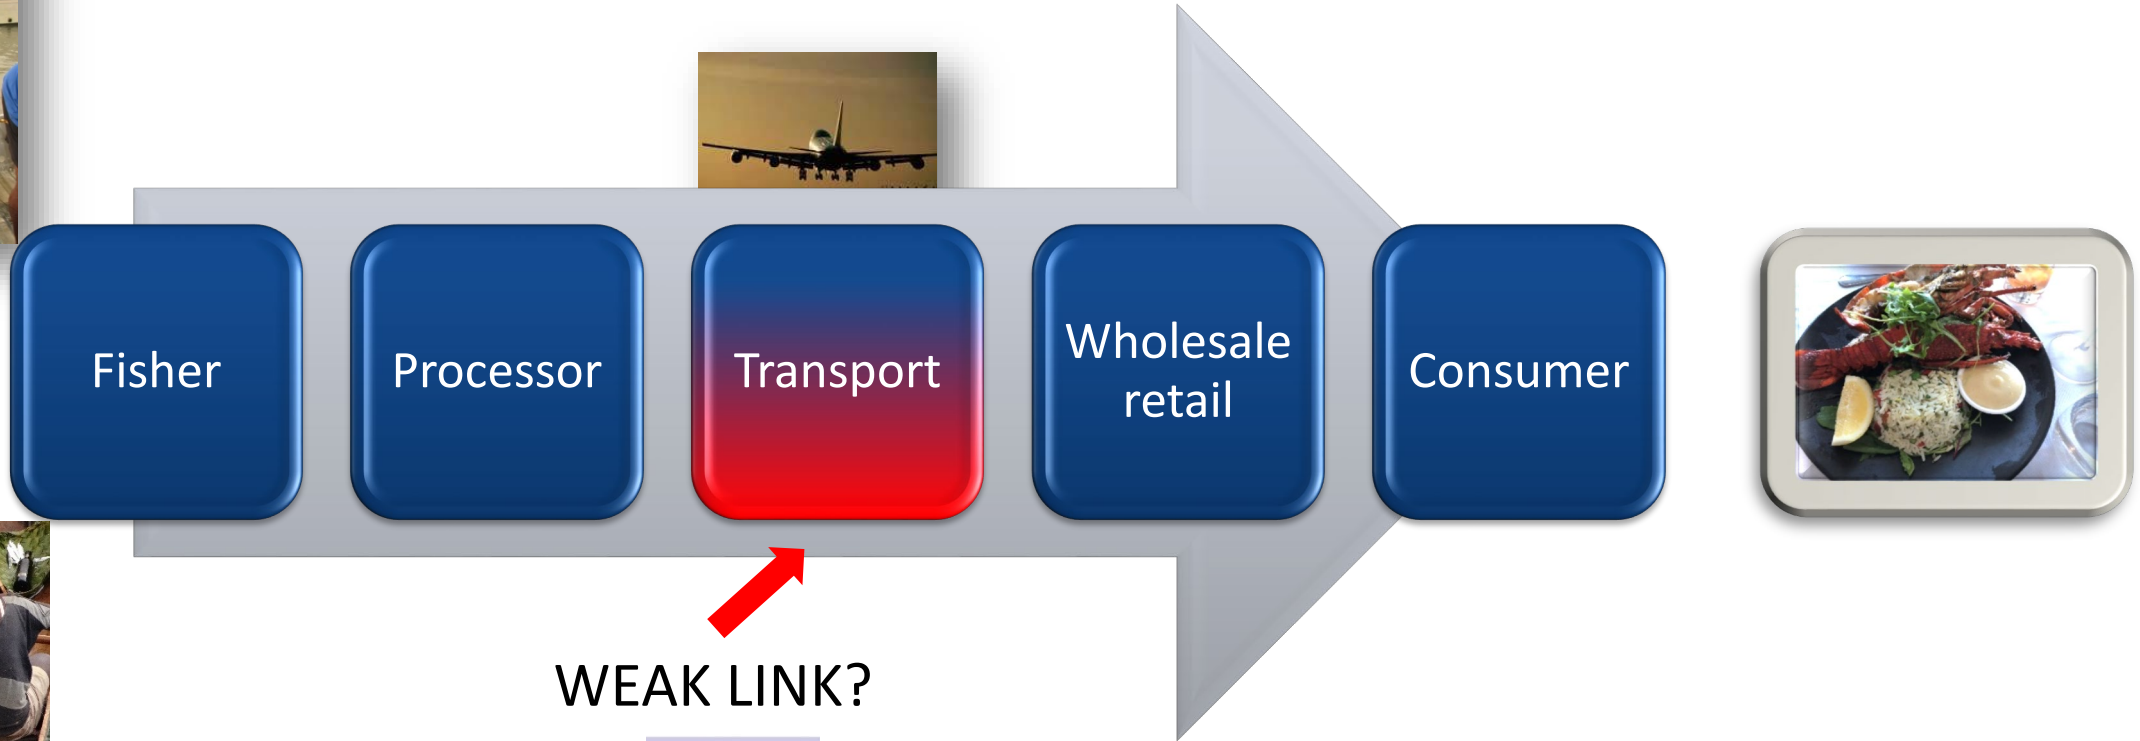 Fisher
Processor
Transport
Wholesale
retail
Consumer
WEAK LINK?